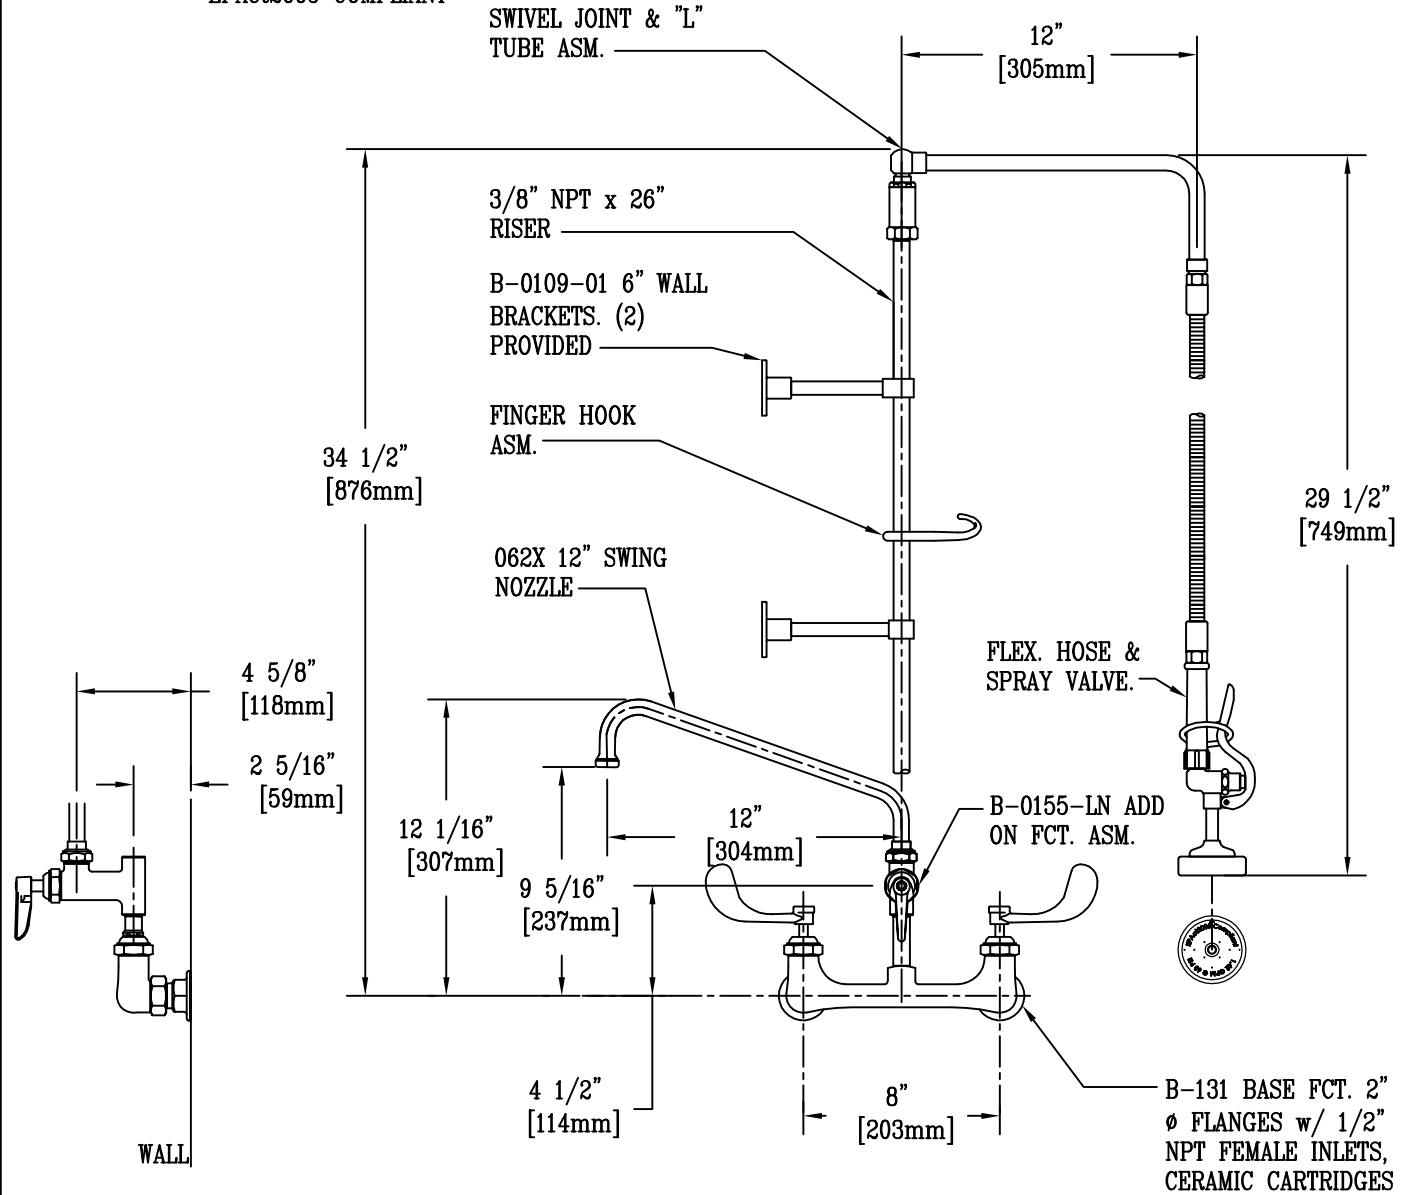 SWIVEL JOINT & "L"
TUBE ASM.
12"
[305mm]
3/8" NPT x 26"
RISER
B-0109-01 6" WALL
BRACKETS. (2)
PROVIDED
FINGER HOOK
ASM.
34 1/2"
[876mm]
29 1/2"
[749mm]
062X 12" SWING
NOZZLE
FLEX. HOSE &
SPRAY VALVE.
4 5/8"
[118mm]
2 5/16"
[59mm]
12 1/16"
[307mm]
12"
[304mm]
B-0155-LN ADD
ON FCT. ASM.
9 5/16"
[237mm]
4 1/2"
[114mm]
8"
[203mm]
B-131 BASE FCT. 2"
ø FLANGES w/ 1/2"
NPT FEMALE INLETS,
CERAMIC CARTRIDGES
WALL